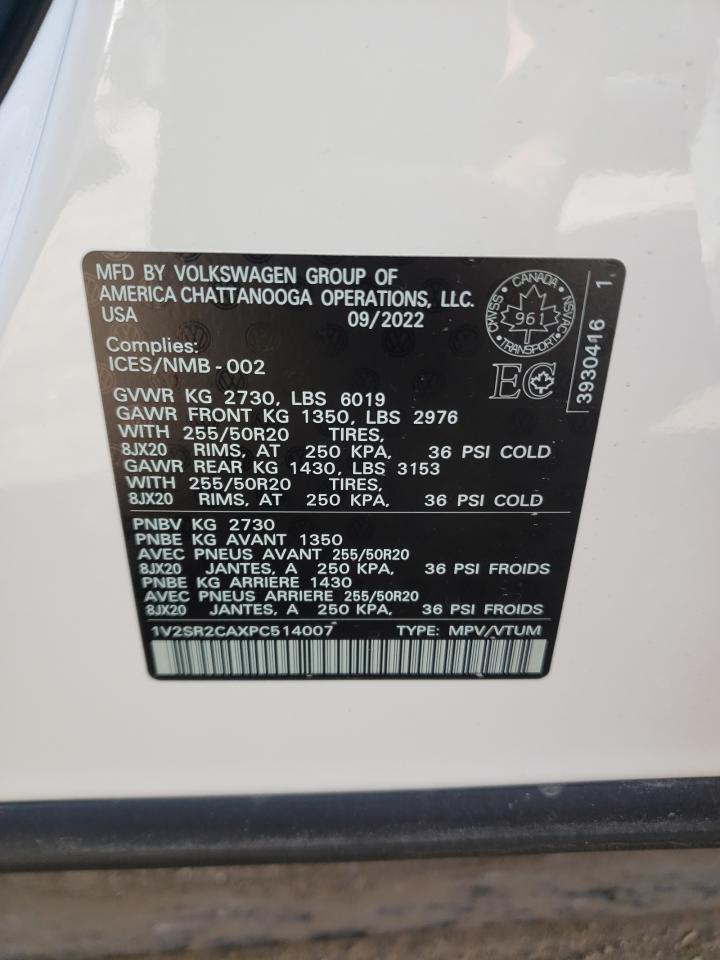 MFD BY VOLKSWAGEN GROUP OF
AMERICA CHATTANOOGA OPERATIONS, LLC.
USA 09/2022
Complies:
ICES/NMB-002
GVWR KG 2730, LBS 6019
GAWR FRONT KG 1350, LBS 2976
WITH 255/50R20 TIRES,
8JX20 RIMS, AT 250 KPA, 36 PSI COLD
GAWR REAR KG 1430, LBS 3153
WITH 255/50R20 TIRES,
8JX20 RIMS, AT 250 KPA, 36 PSI COLD
PNBV KG 2730
PNBE KG AVANT 1350
AVEC PNEUS AVANT 255/50R20
8JX20 JANTES, A 250 KPA, 36 PSI FROIDS
PNBE KG ARRIERE 1430
AVEC PNEUS ARRIERE 255/50R20
8JX20 JANTES, A 250 KPA, 36 PSI FROIDS
1V2SR2CAXPC514007 TYPE: MPV/VTUM
CANADA
CMVSS
NSVAC
961
TRANSPORT
EC
3930416 1